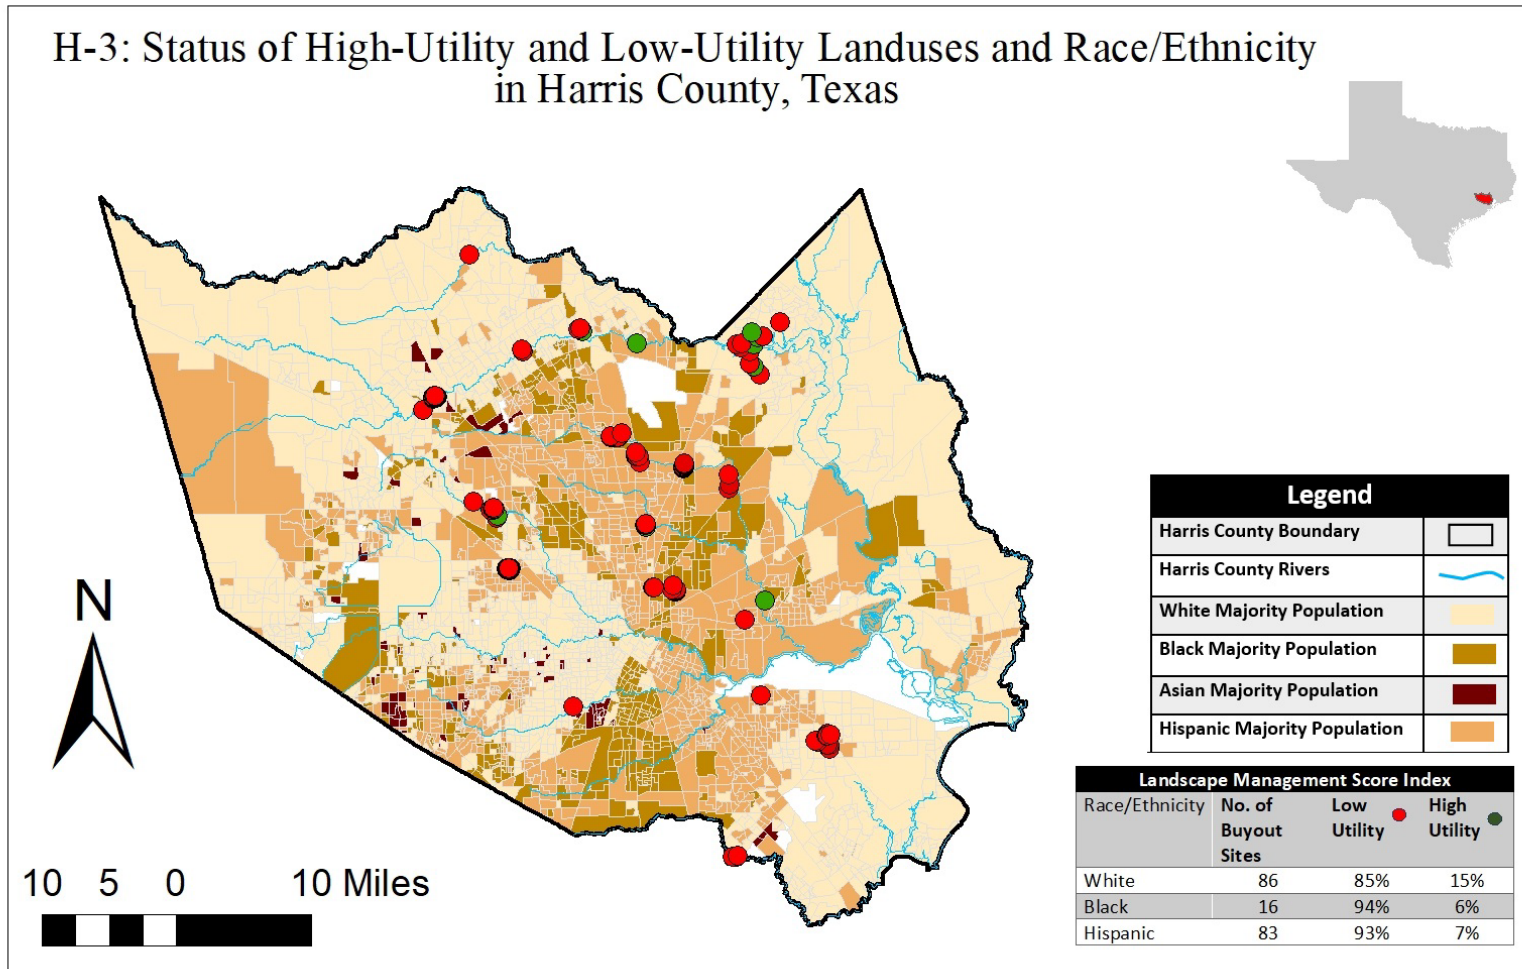 H-3: Status of High-Utility and Low-Utility Landuses and Race/Ethnicity
in Harris County, Texas
N
10 5 0 10 Miles
Legend
Harris County Boundary
Harris County Rivers
White Majority Population
Black Majority Population
Asian Majority Population
Hispanic Majority Population
Landscape Management Score Index
Race/Ethnicity No. of Buyout Sites Low Utility High Utility
White 86 85% 15%
Black 16 94% 6%
Hispanic 83 93% 7%